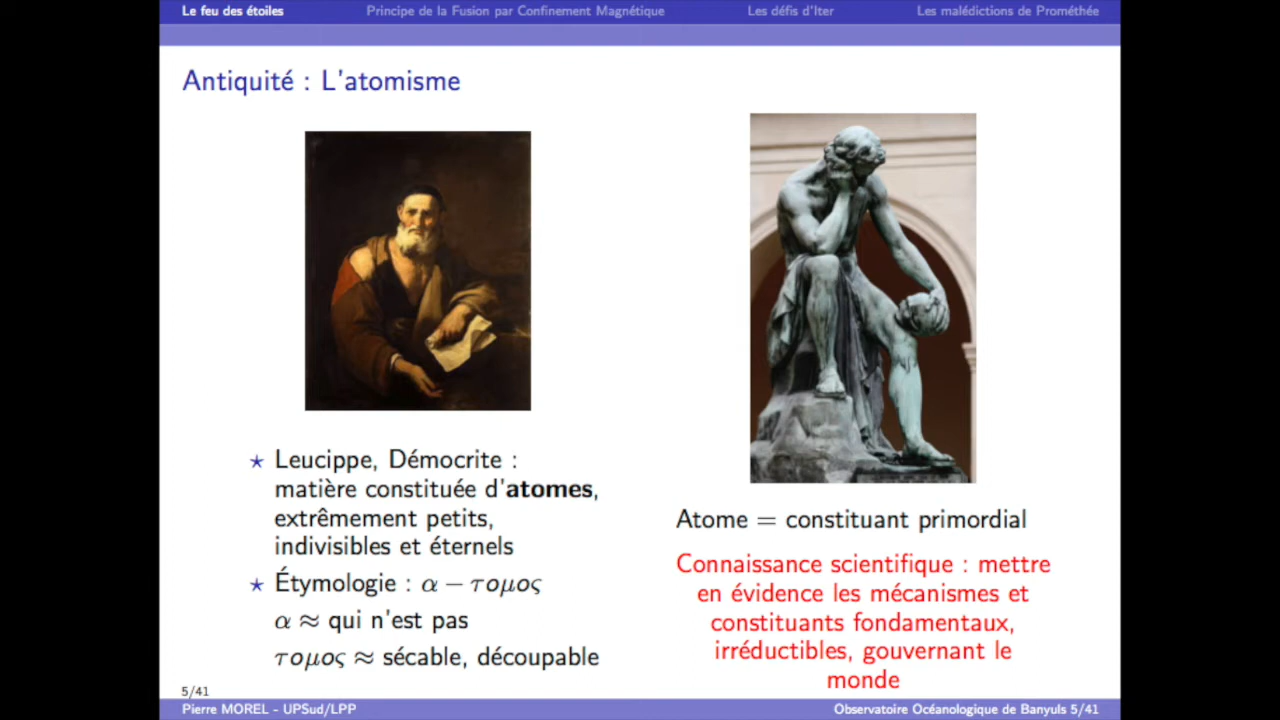 Le feu des étoiles Principe de la Fusion par Confinement Magnétique Les défis d'Iter Les malédictions de Prométhée
Antiquité : L'atomisme
⋆ Leucippe, Démocrite :
matière constituée d'atomes,
extrêmement petits,
indivisibles et éternels
⋆ Étymologie : α − τομος
α ≈ qui n'est pas
τομος ≈ sécable, découpable
Atome = constituant primordial
Connaissance scientifique : mettre
en évidence les mécanismes et
constituants fondamentaux,
irréductibles, gouvernant le
monde
5/41
Pierre MOREL - UPSud/LPP Observatoire Océanologique de Banyuls 5/41